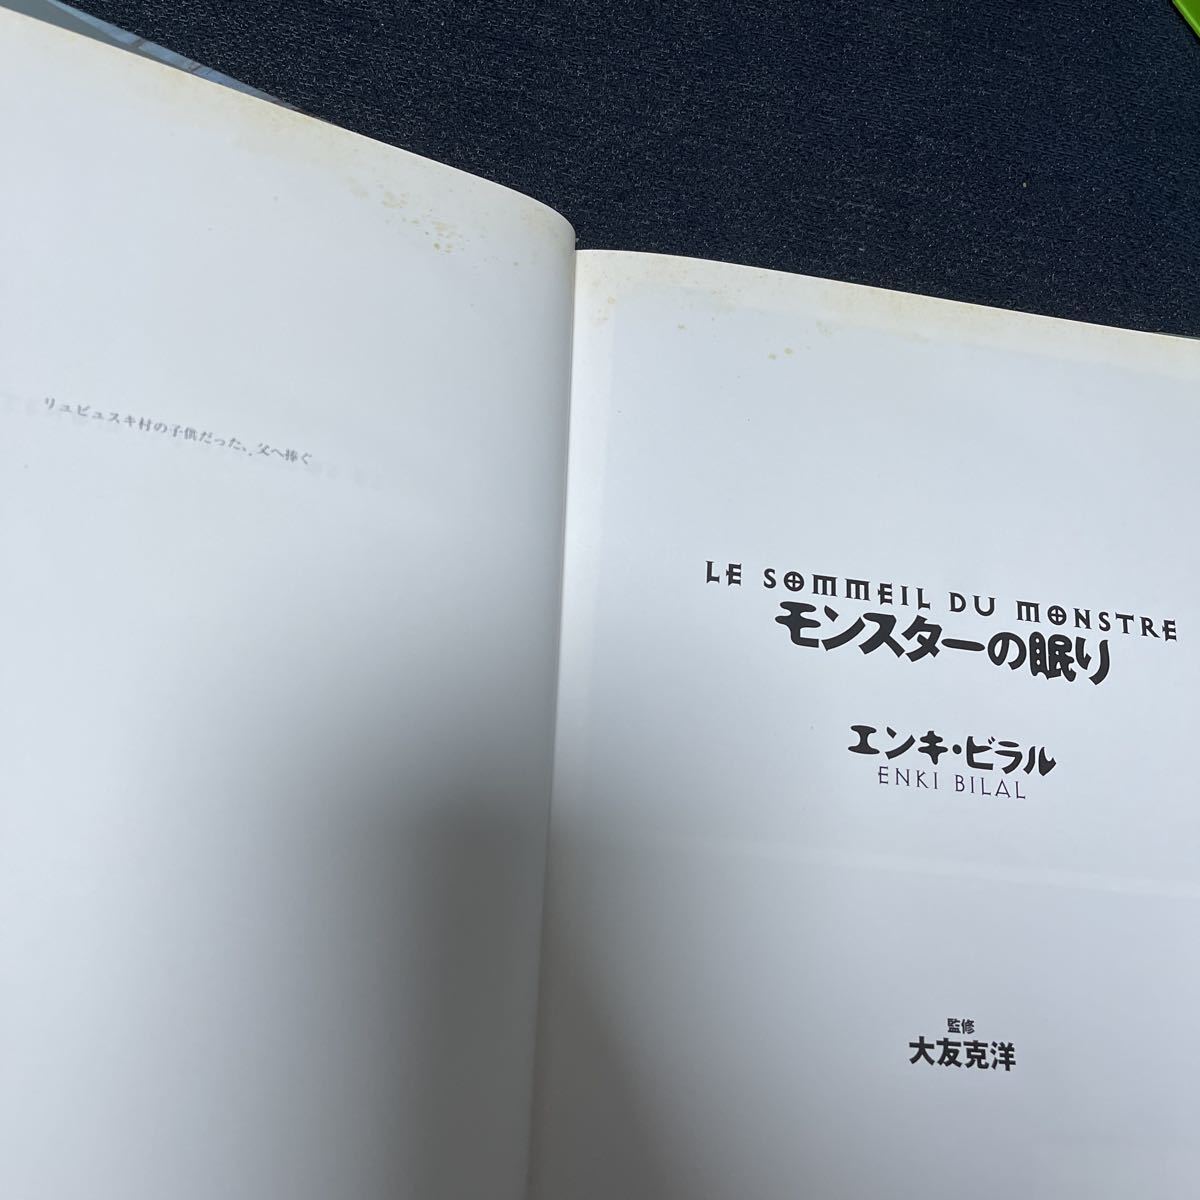 リュビュスキ村の子供だった、父へ捧ぐ
LE SOMMEIL DU MONSTRE
モンスターの眠り
エンキ・ビラル
ENKI BILAL
監修
大友克洋